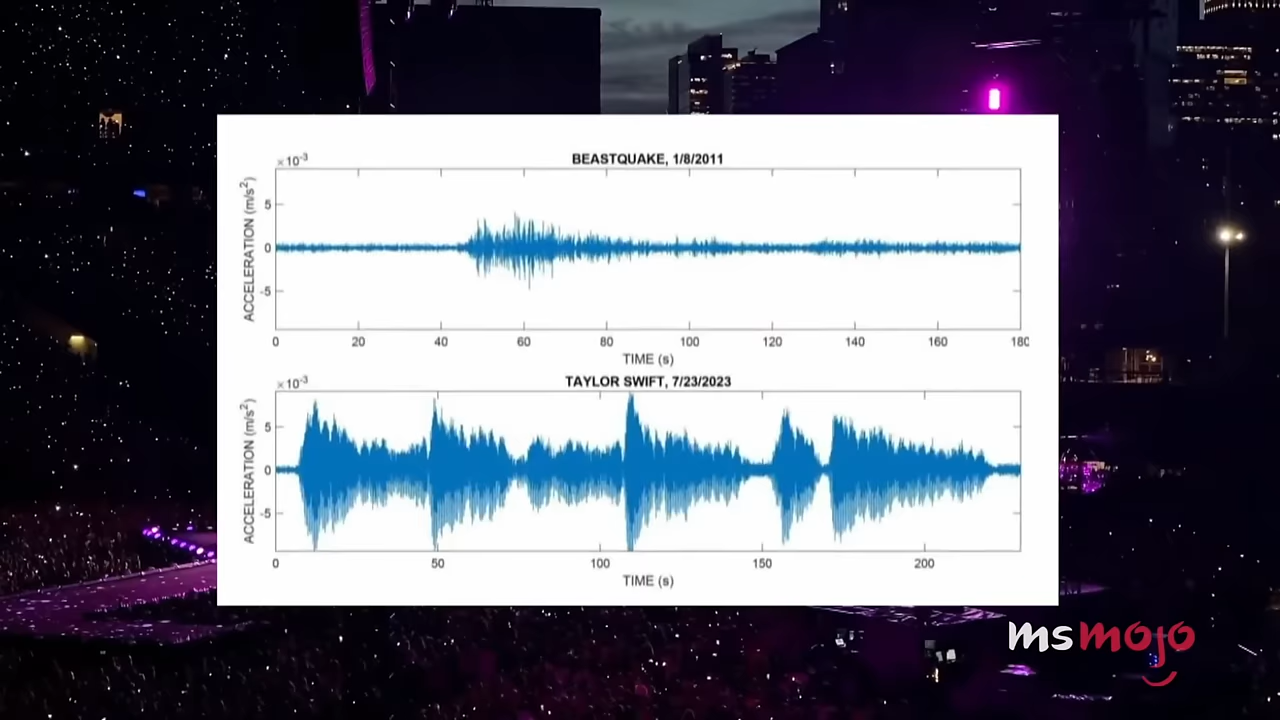 BEASTQUAKE, 1/8/2011
×10⁻³
ACCELERATION (m/s²)
5
0
-5
0 20 40 60 80 100 120 140 160 180
TIME (s)
TAYLOR SWIFT, 7/23/2023
×10⁻³
ACCELERATION (m/s²)
5
0
-5
0 50 100 150 200
TIME (s)
msmojo